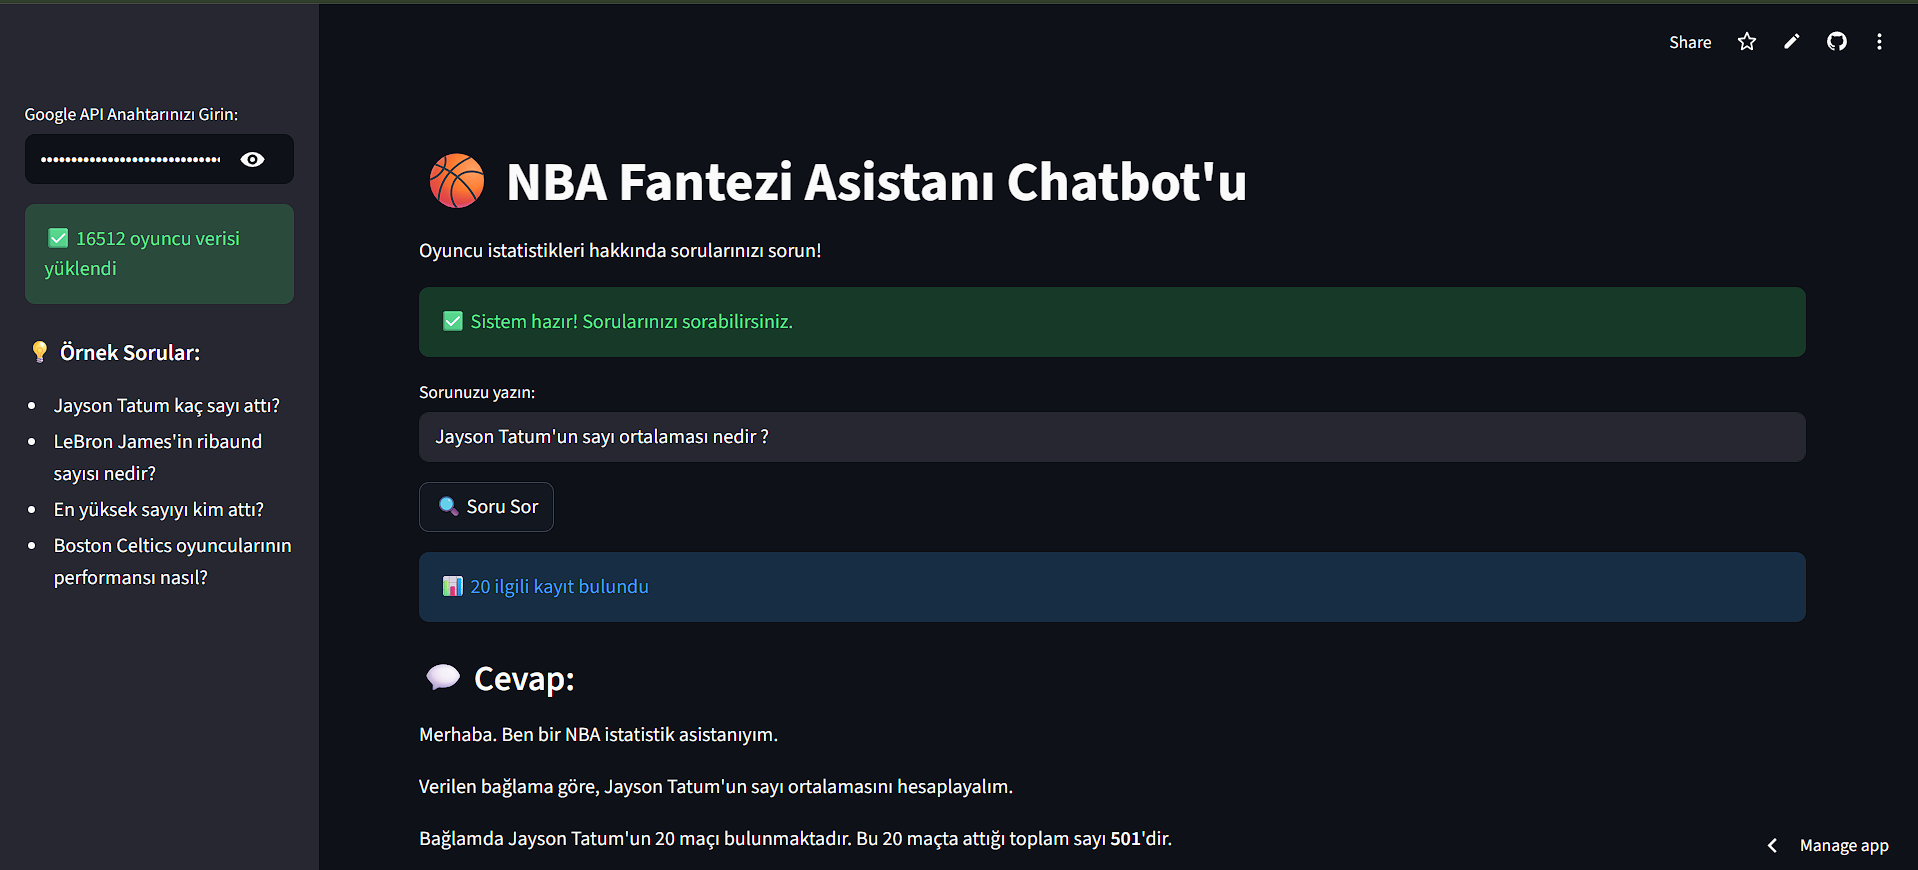 Share
Google API Anahtarınızı Girin:
16512 oyuncu verisi
yüklendi
Örnek Sorular:
Jayson Tatum kaç sayı attı?
LeBron James'in ribaund
sayısı nedir?
En yüksek sayıyı kim attı?
Boston Celtics oyuncularının
performansı nasıl?
NBA Fantezi Asistanı Chatbot'u
Oyuncu istatistikleri hakkında sorularınızı sorun!
Sistem hazır! Sorularınızı sorabilirsiniz.
Sorunuzu yazın:
Jayson Tatum'un sayı ortalaması nedir ?
Soru Sor
20 ilgili kayıt bulundu
Cevap:
Merhaba. Ben bir NBA istatistik asistanıyım.
Verilen bağlama göre, Jayson Tatum'un sayı ortalamasını hesaplayalım.
Bağlamda Jayson Tatum'un 20 maçı bulunmaktadır. Bu 20 maçta attığı toplam sayı 501'dir.
Manage app